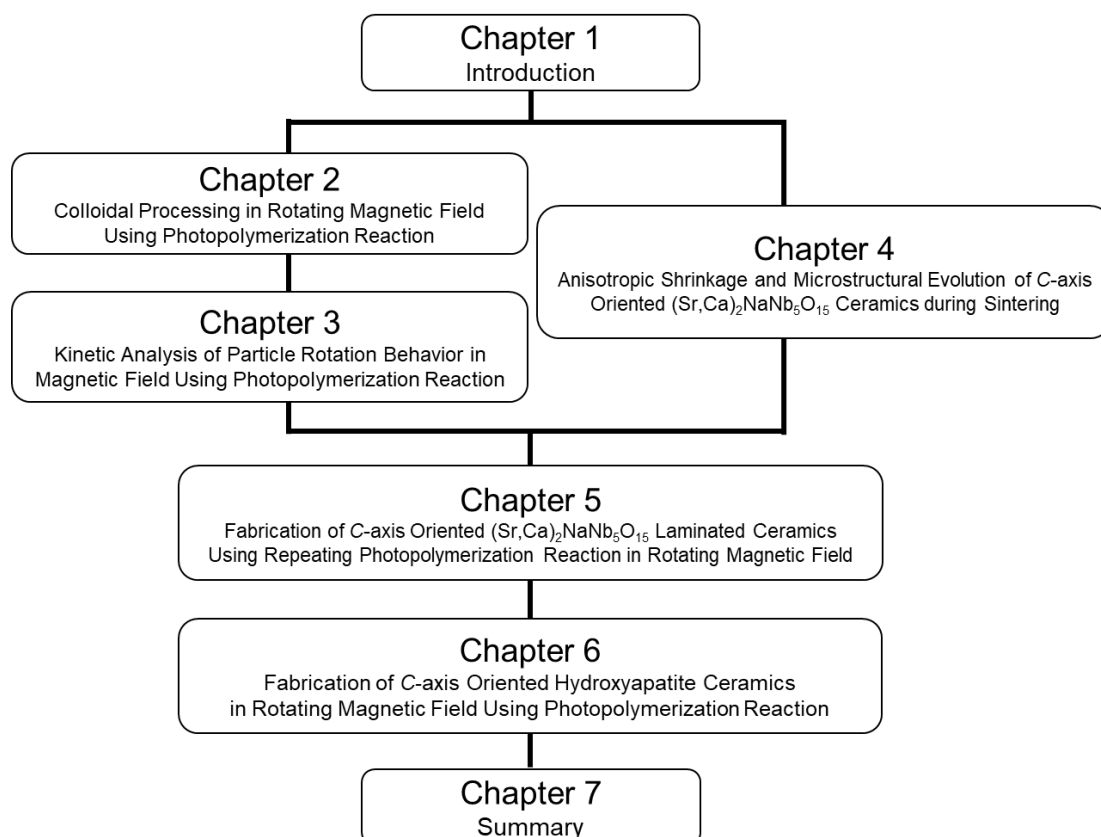 Chapter 1
Introduction
Chapter 2
Colloidal Processing in Rotating Magnetic Field
Using Photopolymerization Reaction
Chapter 3
Kinetic Analysis of Particle Rotation Behavior in
Magnetic Field Using Photopolymerization Reaction
Chapter 4
Anisotropic Shrinkage and Microstructural Evolution of C-axis
Oriented (Sr,Ca)₂NaNb₅O₁₅ Ceramics during Sintering
Chapter 5
Fabrication of C-axis Oriented (Sr,Ca)₂NaNb₅O₁₅ Laminated Ceramics
Using Repeating Photopolymerization Reaction in Rotating Magnetic Field
Chapter 6
Fabrication of C-axis Oriented Hydroxyapatite Ceramics
in Rotating Magnetic Field Using Photopolymerization Reaction
Chapter 7
Summary